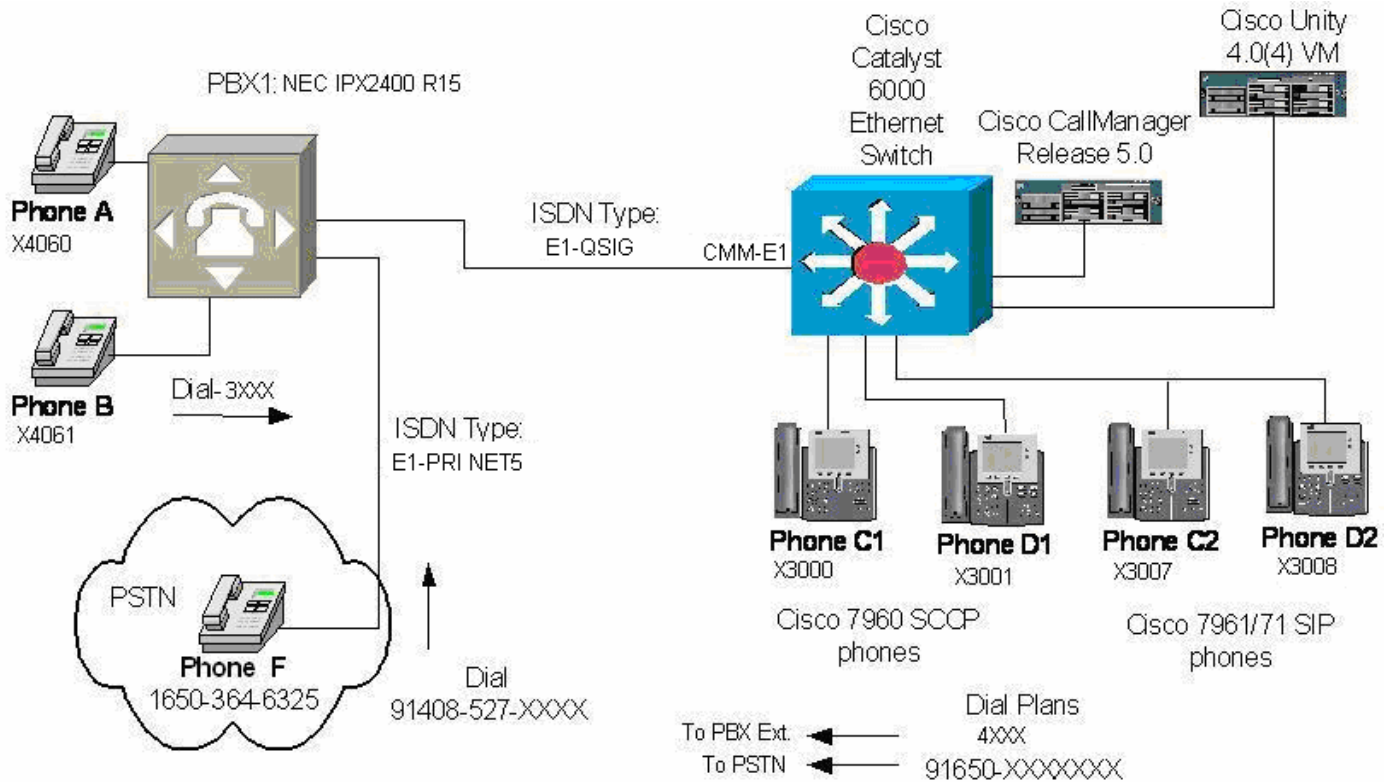 PBX1: NEC IPX2400 R15
Phone A
X4060
Phone B
X4061
Dial-3XXX
ISDN Type:
E1-QSIG
CMM-E1
ISDN Type:
E1-PRI NET5
Cisco
Catalyst
6000
Ethernet
Switch
Cisco CallManager
Release 5.0
Cisco Unity
4.0(4) VM
Phone C1
X3000
Phone D1
X3001
Phone C2
X3007
Phone D2
X3008
Cisco 7960 SCCP
phones
Cisco 7961/71 SIP
phones
PSTN
Phone F
1650-364-6325
Dial
91408-527-XXXX
Dial Plans
To PBX Ext.
4XXX
To PSTN
91650-XXXXXXX